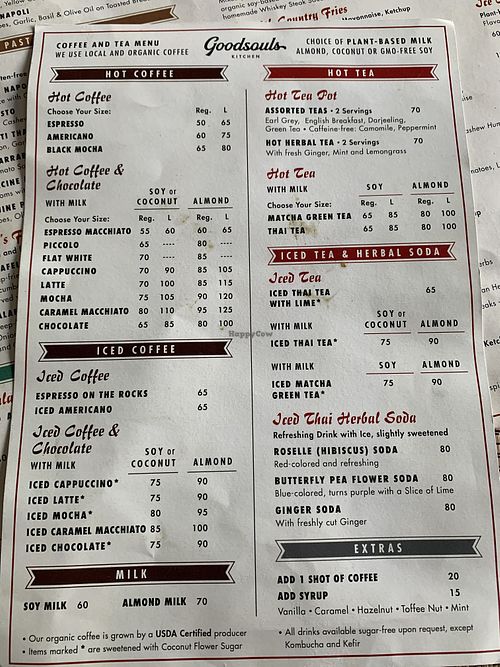 COFFEE AND TEA MENU
WE USE LOCAL AND ORGANIC COFFEE
Goodsouls
KITCHEN
CHOICE OF PLANT-BASED MILK
ALMOND, COCONUT OR GMO-FREE SOY
HOT COFFEE
Hot Coffee
Choose Your Size: Reg. L
ESPRESSO 50 65
AMERICANO 60 75
BLACK MOCHA 65 80
Hot Coffee &
Chocolate
SOY or
WITH MILK COCONUT ALMOND
Choose Your Size: Reg. L Reg. L
ESPRESSO MACCHIATO 55 60 60 65
PICCOLO 65 ---- 80 ----
FLAT WHITE 70 ---- 85 ----
CAPPUCCINO 70 90 85 105
LATTE 70 100 85 115
MOCHA 75 105 90 120
CARAMEL MACCHIATO 80 110 95 125
CHOCOLATE 65 85 80 100
ICED COFFEE
Iced Coffee
ESPRESSO ON THE ROCKS 65
ICED AMERICANO 65
Iced Coffee &
Chocolate
SOY or
WITH MILK COCONUT ALMOND
ICED CAPPUCCINO* 75 90
ICED LATTE* 75 90
ICED MOCHA* 80 95
ICED CARAMEL MACCHIATO 85 100
ICED CHOCOLATE* 75 90
MILK
SOY MILK 60 ALMOND MILK 70
• Our organic coffee is grown by a USDA Certified producer
• Items marked * are sweetened with Coconut Flower Sugar
HOT TEA
Hot Tea Pot
ASSORTED TEAS • 2 Servings 70
Earl Grey, English Breakfast, Darjeeling,
Green Tea • Caffeine-free: Camomile, Peppermint
HOT HERBAL TEA • 2 Servings 70
With fresh Ginger, Mint and Lemongrass
Hot Tea
WITH MILK SOY ALMOND
Choose Your Size: Reg. L Reg. L
MATCHA GREEN TEA 65 85 80 100
THAI TEA 65 85 80 100
ICED TEA & HERBAL SODA
Iced Tea
ICED THAI TEA 65
WITH LIME*
SOY or
WITH MILK COCONUT ALMOND
ICED THAI TEA* 75 90
WITH MILK SOY ALMOND
ICED MATCHA 75 90
GREEN TEA*
Iced Thai Herbal Soda
Refreshing Drink with Ice, slightly sweetened
ROSELLE (HIBISCUS) SODA 80
Red-colored and refreshing
BUTTERFLY PEA FLOWER SODA 80
Blue-colored, turns purple with a Slice of Lime
GINGER SODA 80
With freshly cut Ginger
EXTRAS
ADD 1 SHOT OF COFFEE 20
ADD SYRUP 15
Vanilla • Caramel • Hazelnut • Toffee Nut • Mint
• All drinks available sugar-free upon request, except
Kombucha and Kefir
HappyCow
NAPOLI
Basil & Olive Oil on Toasted
PAST
homemade Whiskey Steak
Country Fries
Mayonnaise, Ketchup